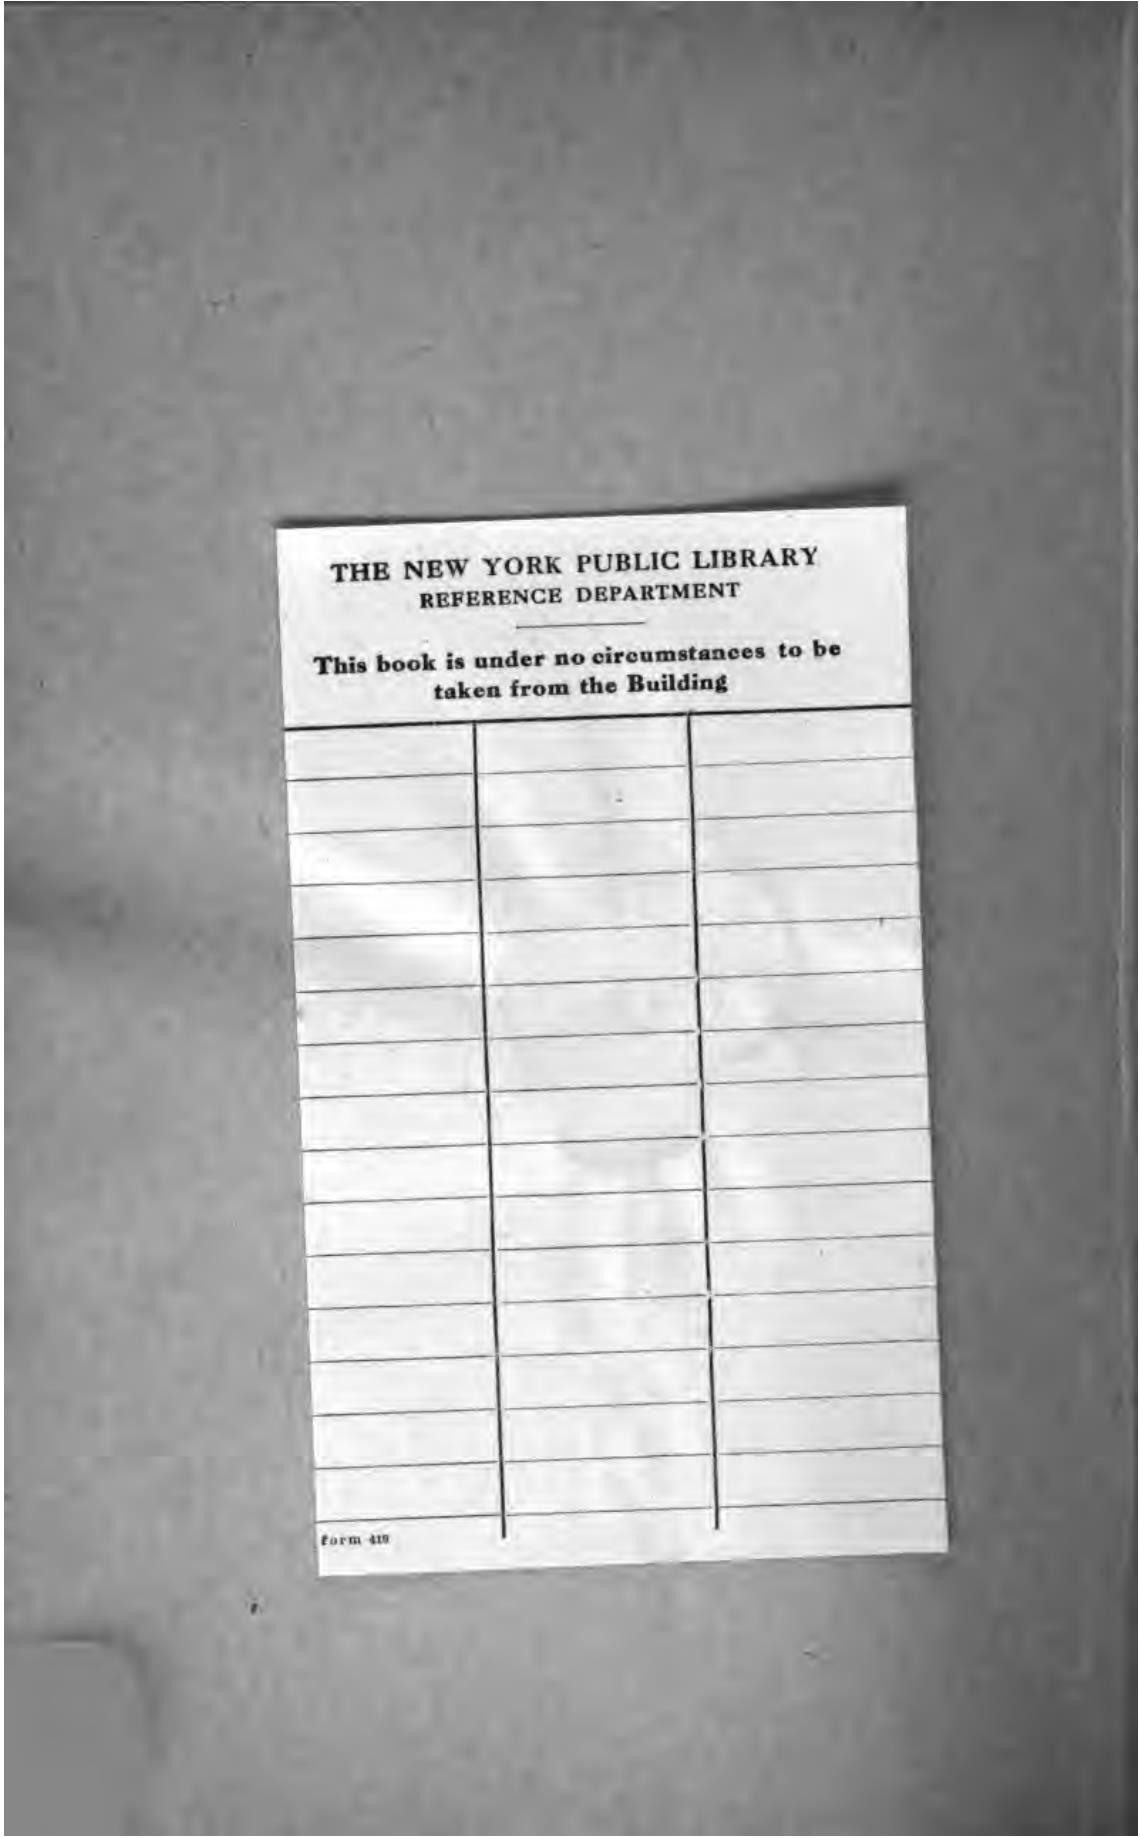 THE NEW YORK PUBLIC LIBRARY
REFERENCE DEPARTMENT
This book is under no circumstances to be
taken from the Building
form 419